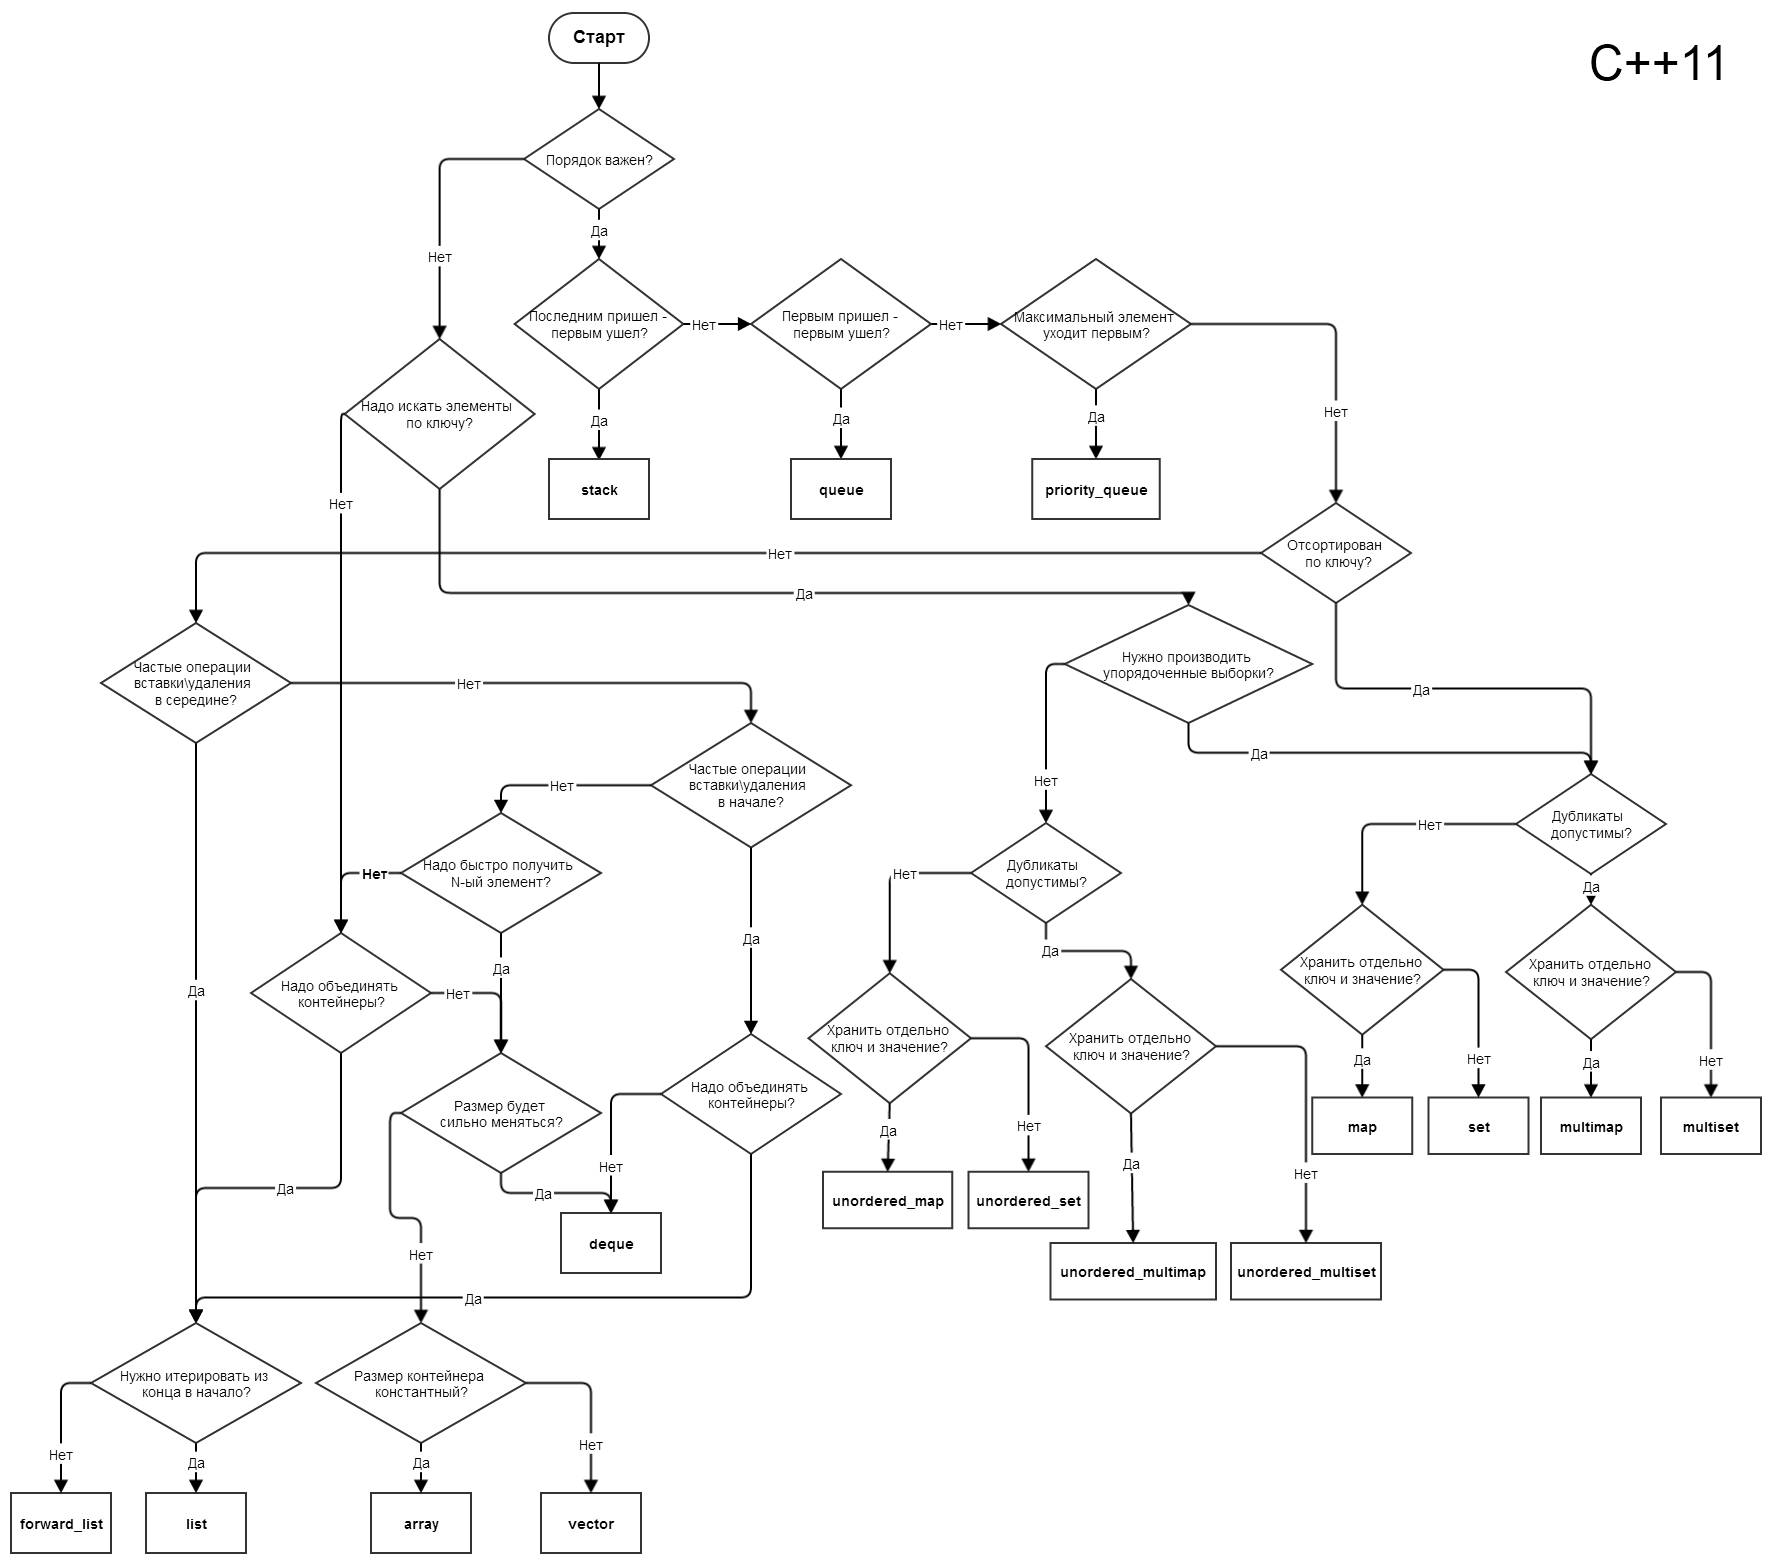 Старт
C++11
Порядок важен?
Да
Нет
Последним пришел -
первым ушел?
Нет
Первым пришел -
первым ушел?
Нет
Максимальный элемент
уходит первым?
Надо искать элементы
по ключу?
Да
Да
Да
Нет
stack
queue
priority_queue
Нет
Отсортирован
по ключу?
Нет
Да
Частые операции
вставки\удаления
в середине?
Нет
Нужно производить
упорядоченные выборки?
Да
Да
Частые операции
вставки\удаления
в начале?
Нет
Нет
Дубликаты
допустимы?
Нет
Надо быстро получить
N-ый элемент?
Нет
Дубликаты
допустимы?
Нет
Да
Да
Да
Да
Да
Надо объединять
контейнеры?
Нет
Хранить отдельно
ключ и значение?
Хранить отдельно
ключ и значение?
Хранить отдельно
ключ и значение?
Хранить отдельно
ключ и значение?
Да
Нет
Да
Нет
Размер будет
сильно меняться?
Надо объединять
контейнеры?
map
set
multimap
multiset
Да
Нет
Да
Нет
Нет
Да
Да
unordered_map
unordered_set
deque
Нет
unordered_multimap
unordered_multiset
Да
Нужно итерировать из
конца в начало?
Размер контейнера
константный?
Нет
Да
Да
Нет
forward_list
list
array
vector